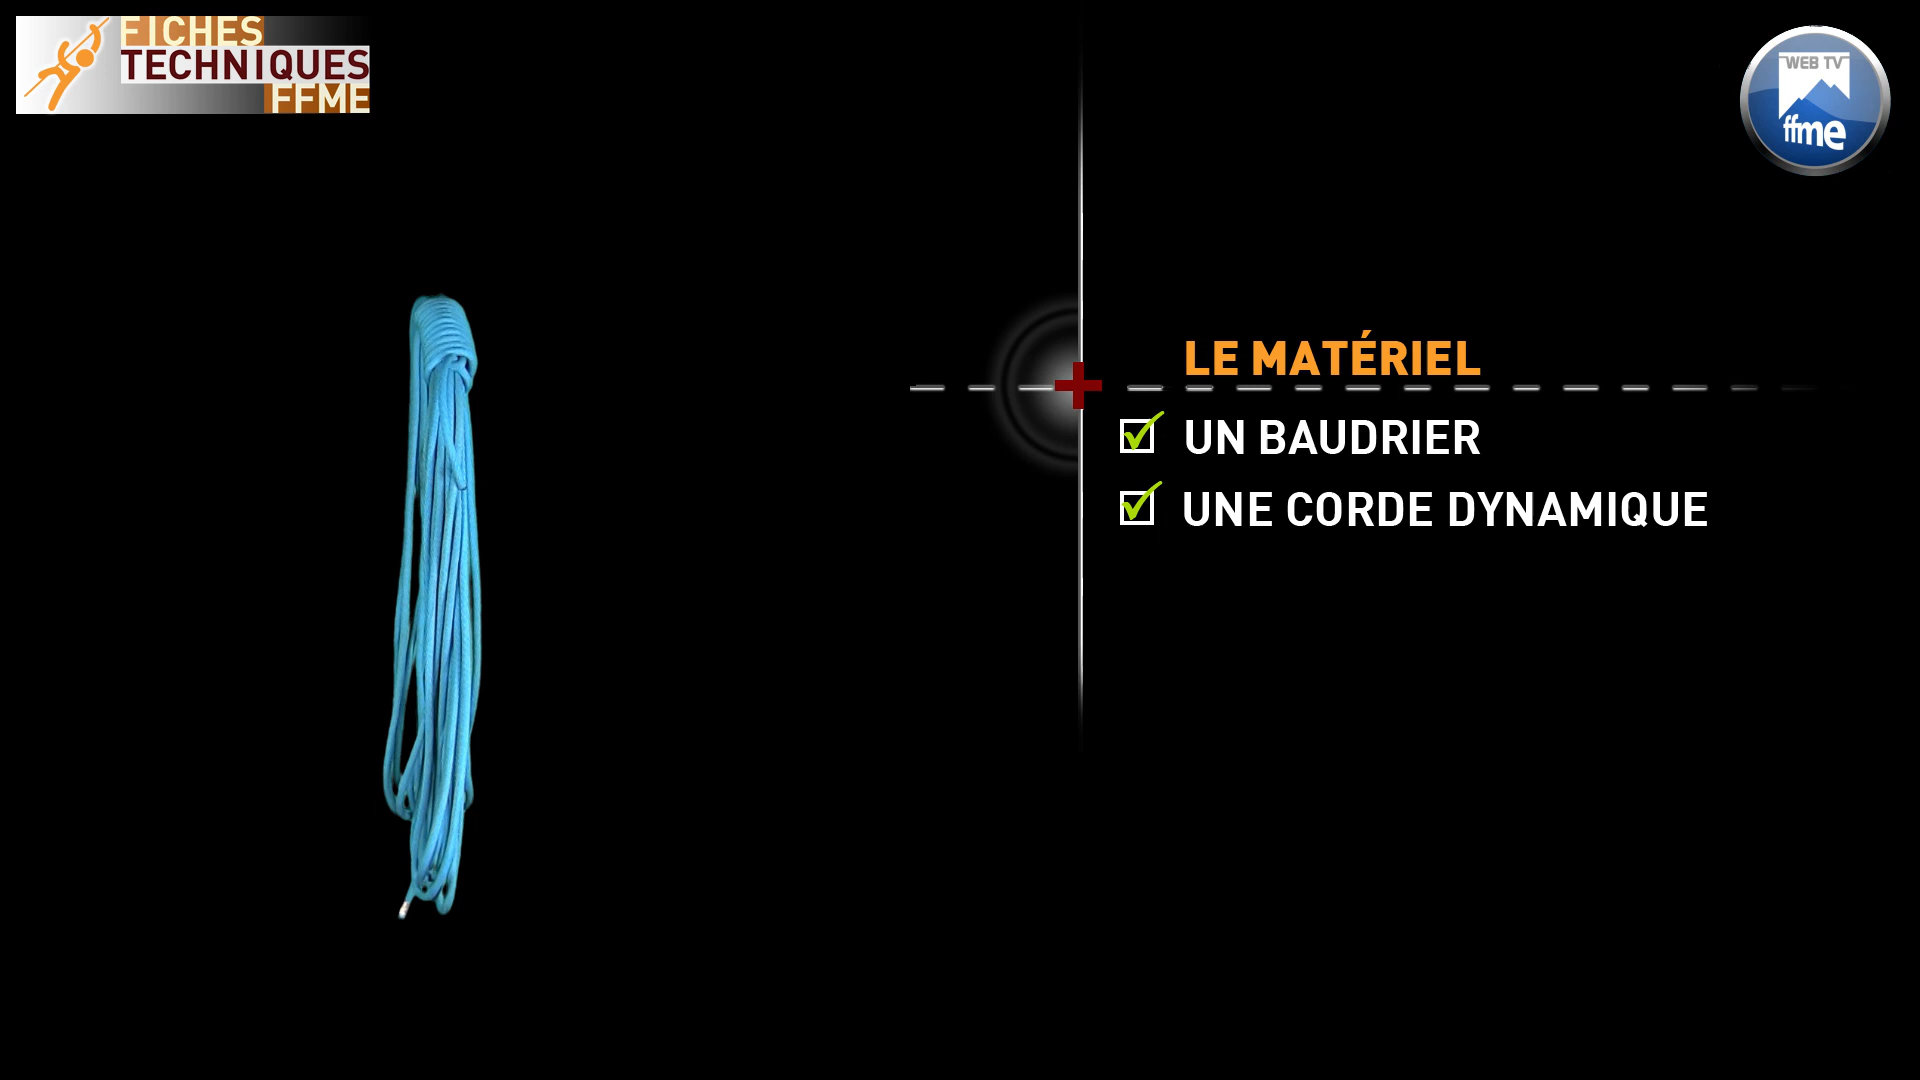 FICHES
TECHNIQUES
FFME
WEB TV
ffme
LE MATÉRIEL
UN BAUDRIER
UNE CORDE DYNAMIQUE